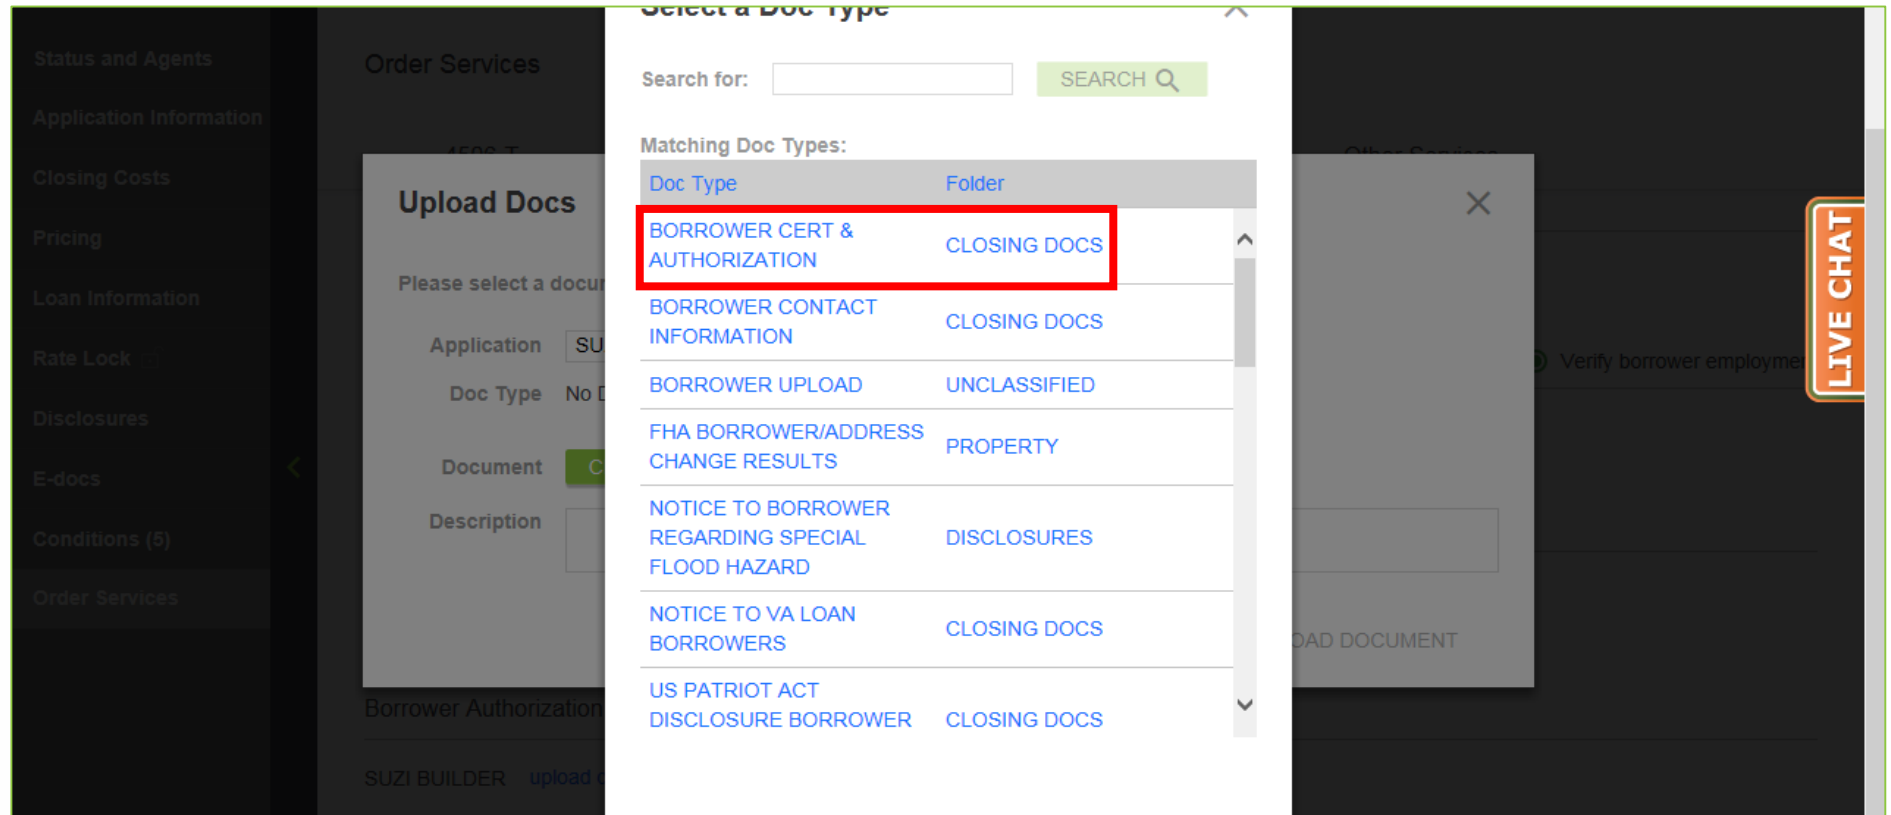 Select a Doc Type
Search for:
SEARCH
Matching Doc Types:
Doc Type Folder
BORROWER CERT &
AUTHORIZATION
CLOSING DOCS
BORROWER CONTACT
INFORMATION
CLOSING DOCS
BORROWER UPLOAD UNCLASSIFIED
FHA BORROWER/ADDRESS
CHANGE RESULTS
PROPERTY
NOTICE TO BORROWER
REGARDING SPECIAL
FLOOD HAZARD
DISCLOSURES
NOTICE TO VA LOAN
BORROWERS
CLOSING DOCS
US PATRIOT ACT
DISCLOSURE BORROWER
CLOSING DOCS
Status and Agents
Application Information
Closing Costs
Pricing
Loan Information
Rate Lock
Disclosures
E-docs
Conditions (5)
Order Services
Order Services
4506-T
Other Services
Upload Docs
Please select a
Application SU
Doc Type No
Document
Description
OAD DOCUMENT
Verify borrower
Borrower Authorization
SUZI BUILDER upload
LIVE CHAT